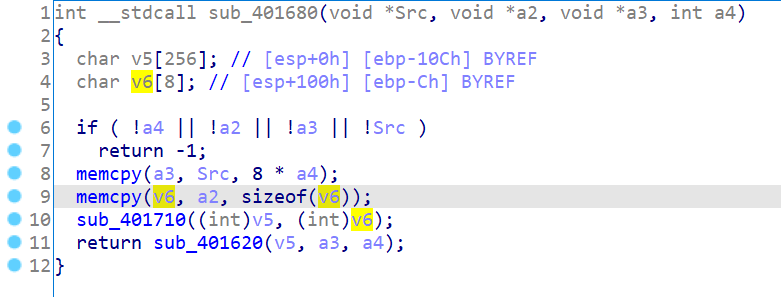 1 int __stdcall sub_401680(void *Src, void *a2, void *a3, int a4)
2 {
3 char v5[256]; // [esp+0h] [ebp-10Ch] BYREF
4 char v6[8]; // [esp+100h] [ebp-Ch] BYREF
5
6 if ( !a4 || !a2 || !a3 || !Src )
7 return -1;
8 memcpy(a3, Src, 8 * a4);
9 memcpy(v6, a2, sizeof(v6));
10 sub_401710((int)v5, (int)v6);
11 return sub_401620(v5, a3, a4);
12 }